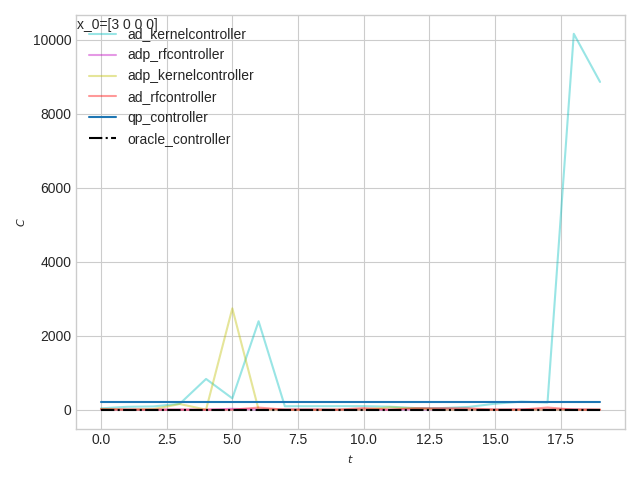 x_0=[3 0 0 0]
ad_kernelcontroller
adp_rfcontroller
adp_kernelcontroller
ad_rfcontroller
qp_controller
oracle_controller
10000
8000
6000
4000
2000
0
C
0.0 2.5 5.0 7.5 10.0 12.5 15.0 17.5
t